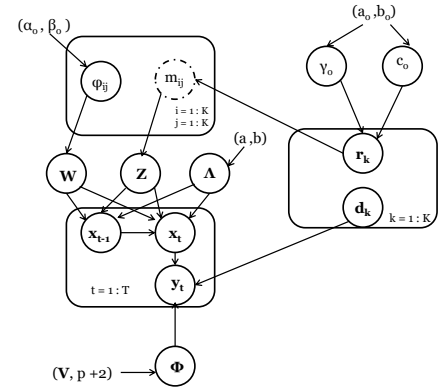 (α₀, β₀)
(a₀,b₀)
φᵢⱼ
mᵢⱼ
γ₀
c₀
i = 1 : K
j = 1 : K
(a ,b)
rₖ
W
Z
Λ
dₖ
k = 1 : K
xₜ₋₁
xₜ
yₜ
t = 1 : T
(V, p +2)
Φ